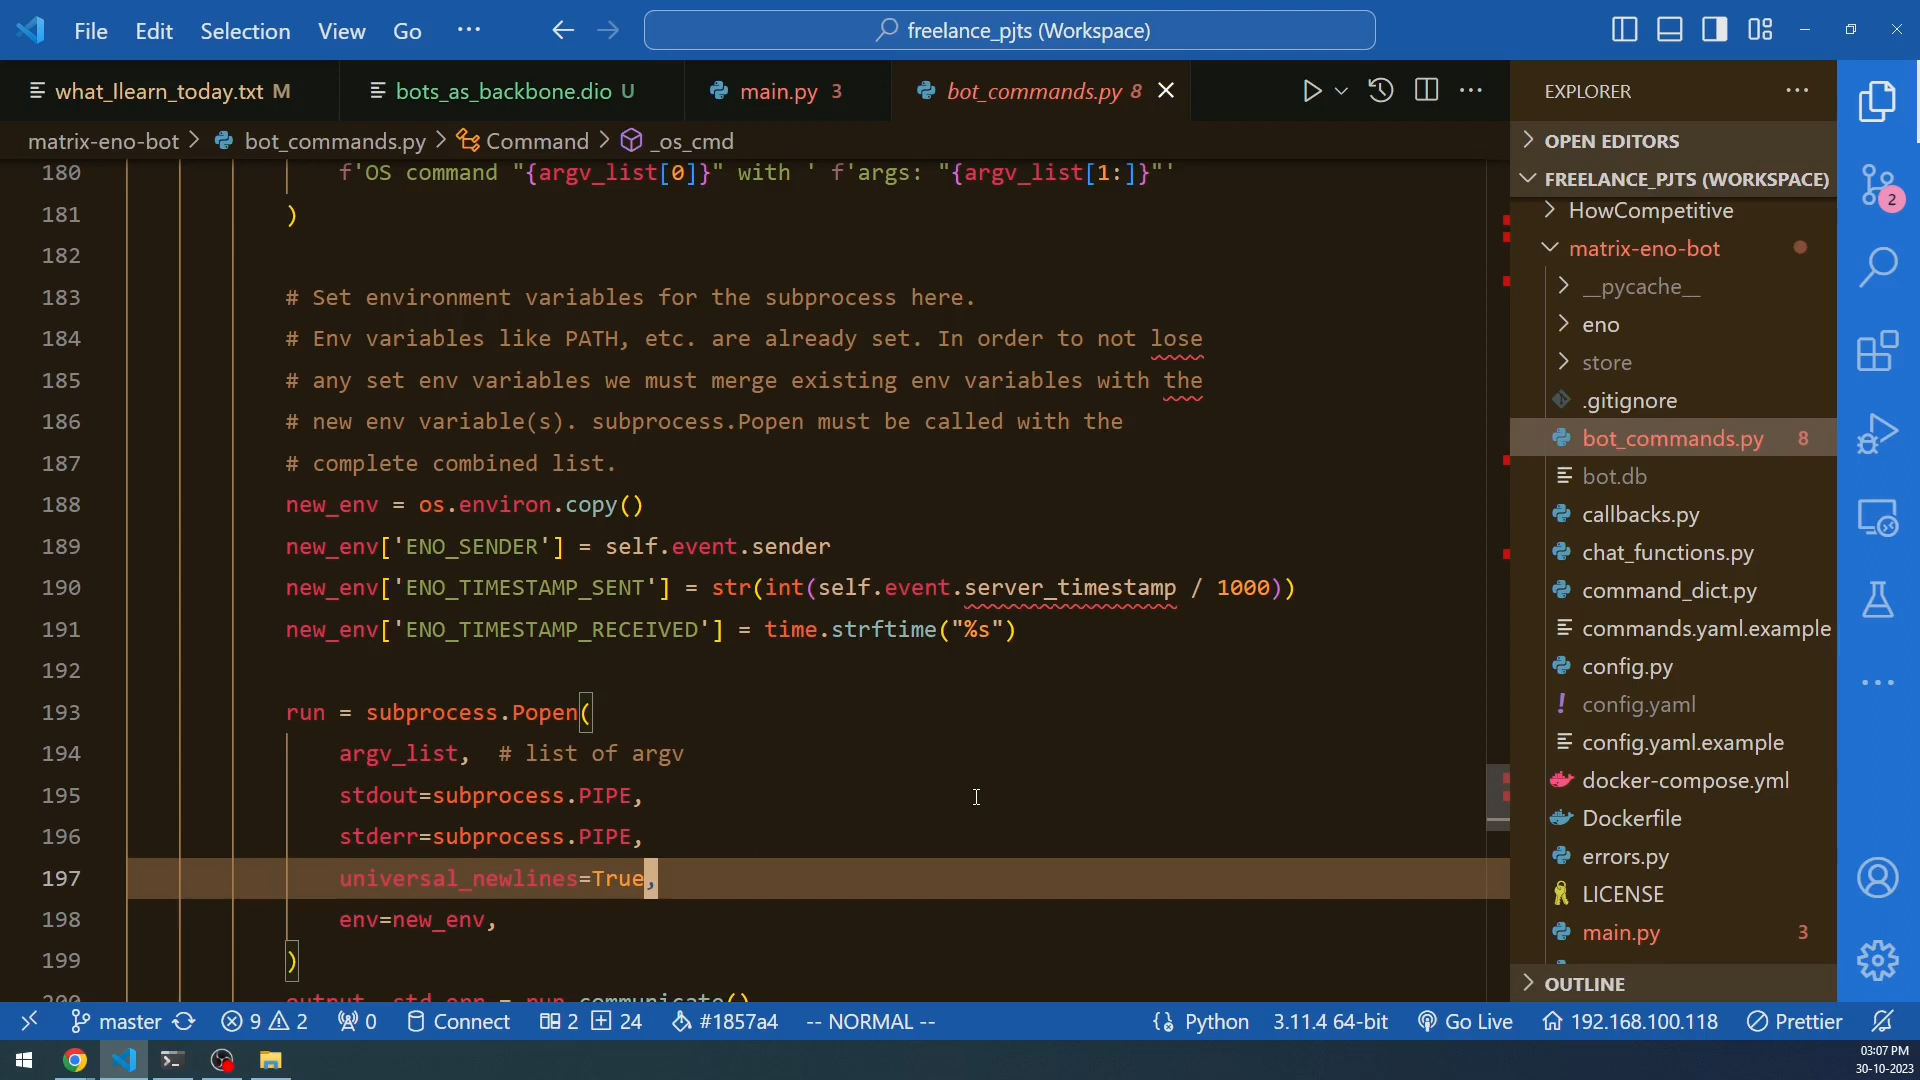 File Edit Selection View Go ··· freelance_pjts (Workspace)
what_Ilearn_today.txt M bots_as_backbone.dio U main.py 3 bot_commands.py 8
matrix-eno-bot > bot_commands.py > Command > _os_cmd
180 f'OS command "{argv_list[0]}" with ' f'args: "{argv_list[1:]}"'
181 )
182
183 # Set environment variables for the subprocess here.
184 # Env variables like PATH, etc. are already set. In order to not lose
185 # any set env variables we must merge existing env variables with the
186 # new env variable(s). subprocess.Popen must be called with the
187 # complete combined list.
188 new_env = os.environ.copy()
189 new_env['ENO_SENDER'] = self.event.sender
190 new_env['ENO_TIMESTAMP_SENT'] = str(int(self.event.server_timestamp / 1000))
191 new_env['ENO_TIMESTAMP_RECEIVED'] = time.strftime("%s")
192
193 run = subprocess.Popen(
194 argv_list, # list of argv
195 stdout=subprocess.PIPE,
196 stderr=subprocess.PIPE,
197 universal_newlines=True,
198 env=new_env,
199 )
200 output, std_err = run.communicate()
EXPLORER
OPEN EDITORS
FREELANCE_PJTS (WORKSPACE)
HowCompetitive
matrix-eno-bot
__pycache__
eno
store
.gitignore
bot_commands.py 8
bot.db
callbacks.py
chat_functions.py
command_dict.py
commands.yaml.example
config.py
config.yaml
config.yaml.example
docker-compose.yml
Dockerfile
errors.py
LICENSE
main.py 3
OUTLINE
2
master 9 2 0 Connect 2 24 #1857a4 -- NORMAL -- Python 3.11.4 64-bit Go Live 192.168.100.118 Prettier
03:07 PM
30-10-2023